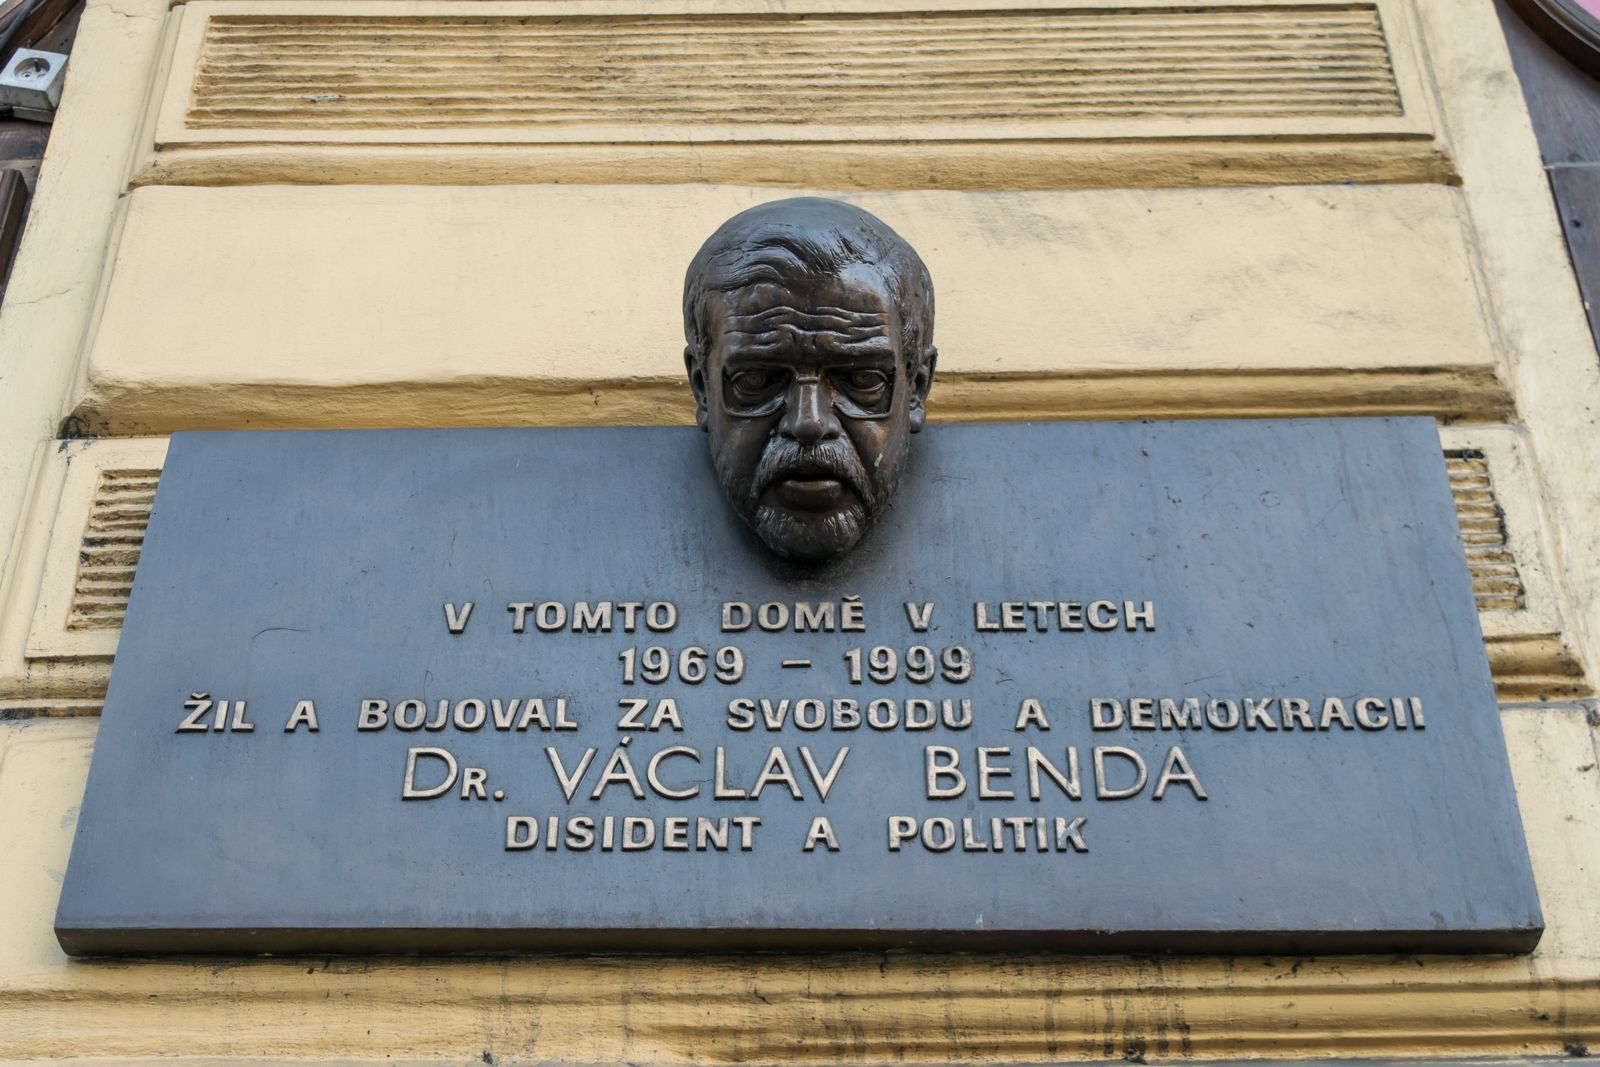 V TOMTO DOMĚ V LETECH
1969 – 1999
ŽIL A BOJOVAL ZA SVOBODU A DEMOKRACII
DR. VÁCLAV BENDA
DISIDENT A POLITIK